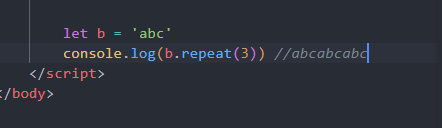 let b = 'abc'
console.log(b.repeat(3)) //abcabcabc
</script>
</body>